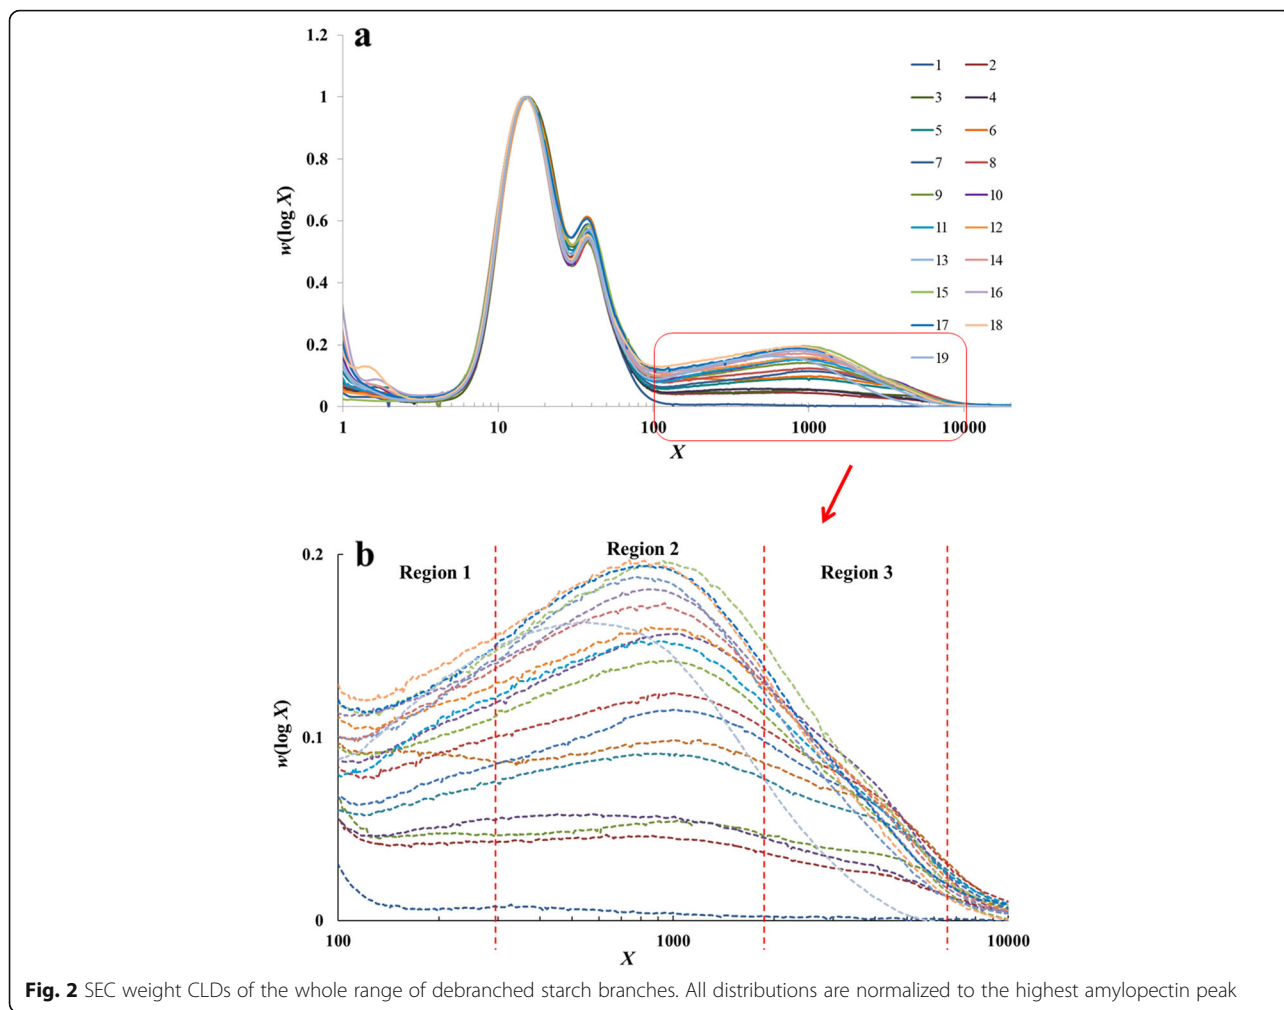 a
1.2
1
0.8
0.6
0.4
0.2
0
w(log X)
1 10 100 1000 10000
X
1 2
3 4
5 6
7 8
9 10
11 12
13 14
15 16
17 18
19
b
Region 1 Region 2 Region 3
0.2
0.1
0
w(log X)
100 1000 10000
X
Fig. 2 SEC weight CLDs of the whole range of debranched starch branches. All distributions are normalized to the highest amylopectin peak